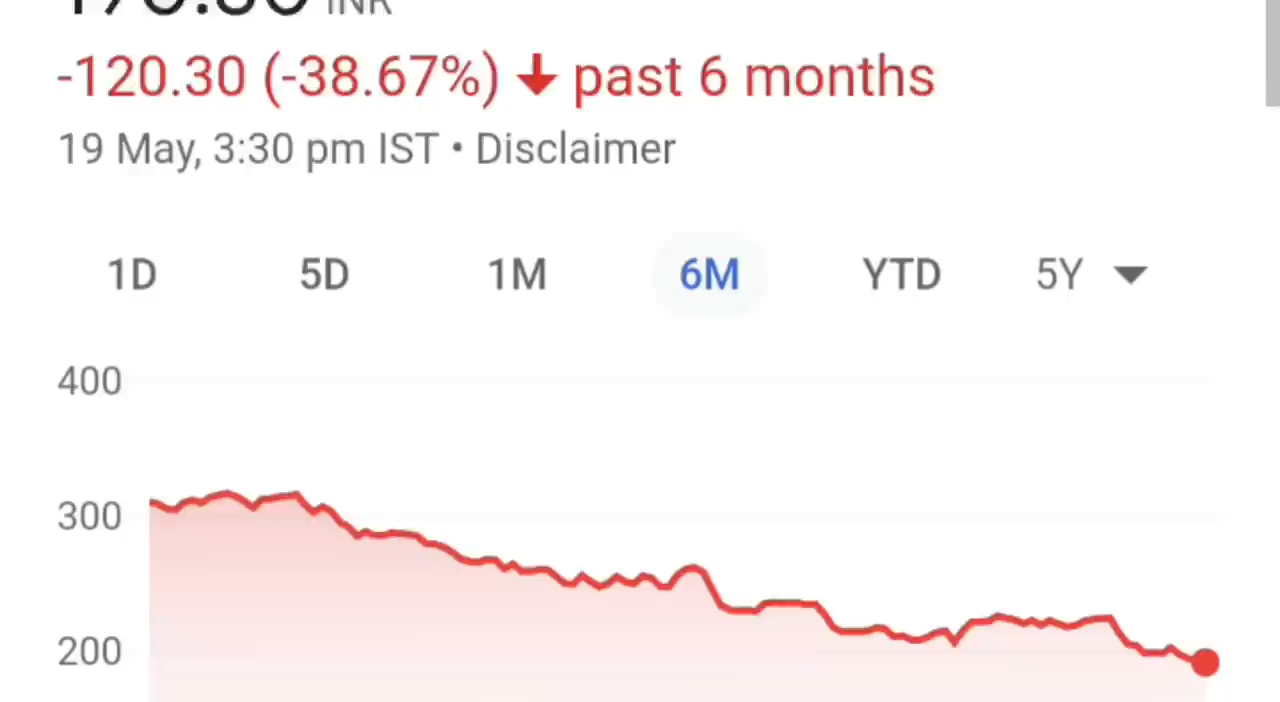 INR
-120.30 (-38.67%) ↓ past 6 months
19 May, 3:30 pm IST • Disclaimer
1D 5D 1M 6M YTD 5Y
400
300
200